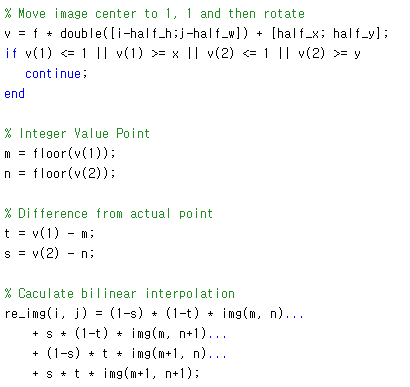 % Move image center to 1, 1 and then rotate
v = f * double([i-half_h;j-half_w]) + [half_x; half_y];
if v(1) <= 1 || v(1) >= x || v(2) <= 1 || v(2) >= y
continue;
end
% Integer Value Point
m = floor(v(1));
n = floor(v(2));
% Difference from actual point
t = v(1) - m;
s = v(2) - n;
% Caculate bilinear interpolation
re_img(i, j) = (1-s) * (1-t) * img(m, n)...
+ s * (1-t) * img(m, n+1)...
+ (1-s) * t * img(m+1, n)...
+ s * t * img(m+1, n+1);